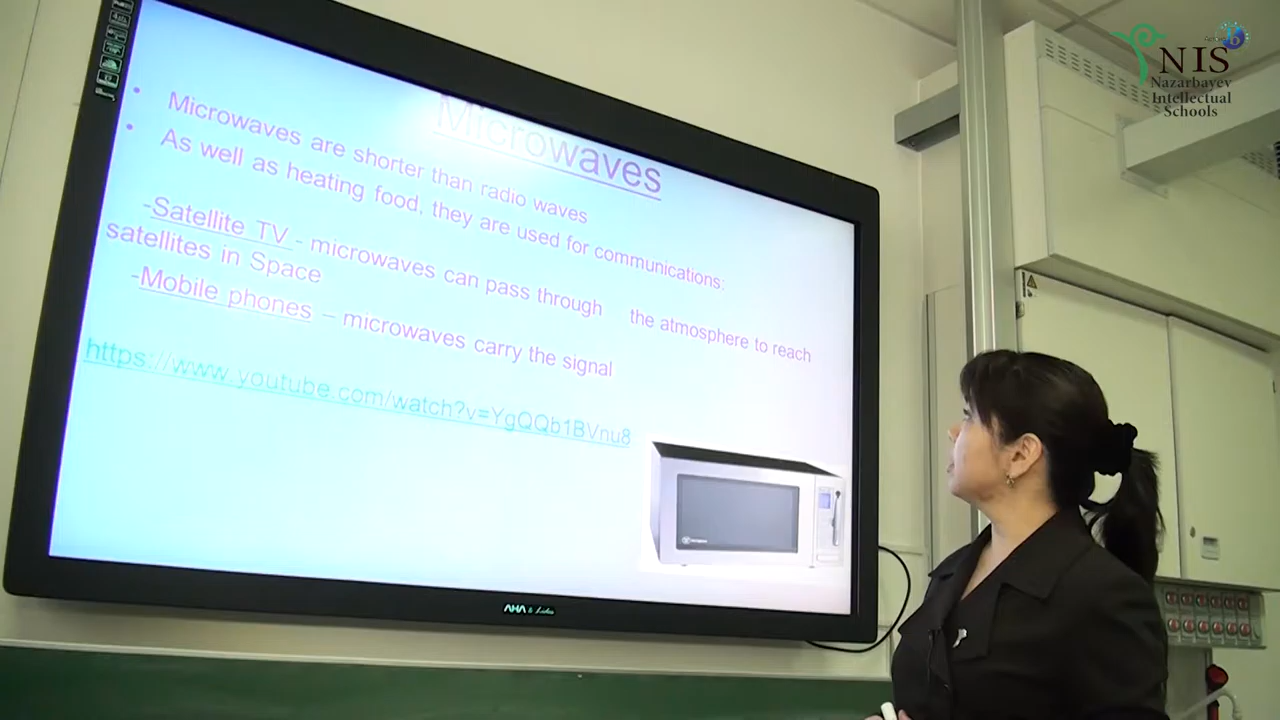 Microwaves
• Microwaves are shorter than radio waves
• As well as heating food, they are used for communications:
-Satellite TV - microwaves can pass through the atmosphere to reach
satellites in Space
-Mobile phones – microwaves carry the signal
https://www.youtube.com/watch?v=YgQQb1BVnu8
NIS
Nazarbayev
Intellectual
Schools
AHA & Lida